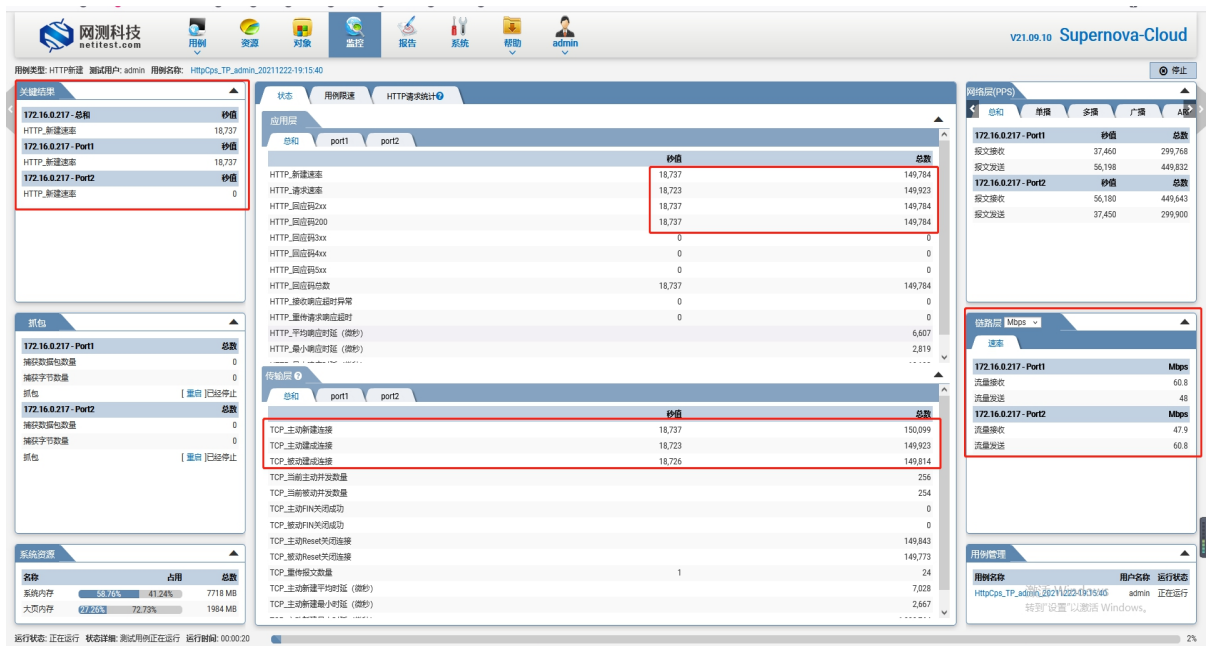 网测科技
netitest.com
用例
资源
对象
监控
报告
系统
帮助
admin
V21.09.10 Supernova-Cloud
用例类型: HTTP新建 测试用户: admin 用例名称: HttpCps_TP_admin_20211222-19:15:40
停止
关键结果
172.16.0.217 - 总和 秒值
HTTP_新建速率 18,737
172.16.0.217 - Port1 秒值
HTTP_新建速率 18,737
172.16.0.217 - Port2 秒值
HTTP_新建速率 0
抓包
172.16.0.217 - Port1 总数
捕获数据包数量 0
捕获字节数量 0
抓包 [ 重启 ]已经停止
172.16.0.217 - Port2 总数
捕获数据包数量 0
捕获字节数量 0
抓包 [ 重启 ]已经停止
系统资源
名称 占用 总数
系统内存 58.76% 41.24% 7718 MB
大页内存 27.26% 72.73% 1984 MB
状态 用例限速 HTTP请求统计
应用层
总和 port1 port2
秒值 总数
HTTP_新建速率 18,737 149,784
HTTP_请求速率 18,723 149,923
HTTP_回应码2xx 18,737 149,784
HTTP_回应码200 18,737 149,784
HTTP_回应码3xx 0 0
HTTP_回应码4xx 0 0
HTTP_回应码5xx 0 0
HTTP_回应码总数 18,737 149,784
HTTP_接收响应超时异常 0 0
HTTP_重传请求响应超时 0 0
HTTP_平均响应时延 (微秒) 6,607
HTTP_最小响应时延 (微秒) 2,819
传输层
总和 port1 port2
秒值 总数
TCP_主动新建连接 18,737 150,099
TCP_主动建成连接 18,723 149,923
TCP_被动建成连接 18,726 149,814
TCP_当前主动并发数量 256
TCP_当前被动并发数量 254
TCP_主动FIN关闭成功 0
TCP_被动FIN关闭成功 0
TCP_主动Reset关闭连接 149,843
TCP_被动Reset关闭连接 149,773
TCP_重传报文数量 1 24
TCP_主动新建平均时延 (微秒) 7,028
TCP_主动新建最小时延 (微秒) 2,667
网络层(PPS)
总和 单播 多播 广播
172.16.0.217 - Port1 秒值 总数
报文接收 37,460 299,768
报文发送 56,198 449,832
172.16.0.217 - Port2 秒值 总数
报文接收 56,180 449,643
报文发送 37,450 299,900
链路层 Mbps
速率
172.16.0.217 - Port1 Mbps
流量接收 60.8
流量发送 48
172.16.0.217 - Port2 Mbps
流量接收 47.9
流量发送 60.8
用例管理
用例名称 用户名称 运行状态
HttpCps_TP_admin_20211222-19:15:40 admin 正在运行
激活 Windows
转到"设置"以激活 Windows。
运行状态: 正在运行 状态详细: 测试用例正在运行 运行时间: 00:00:20
2%